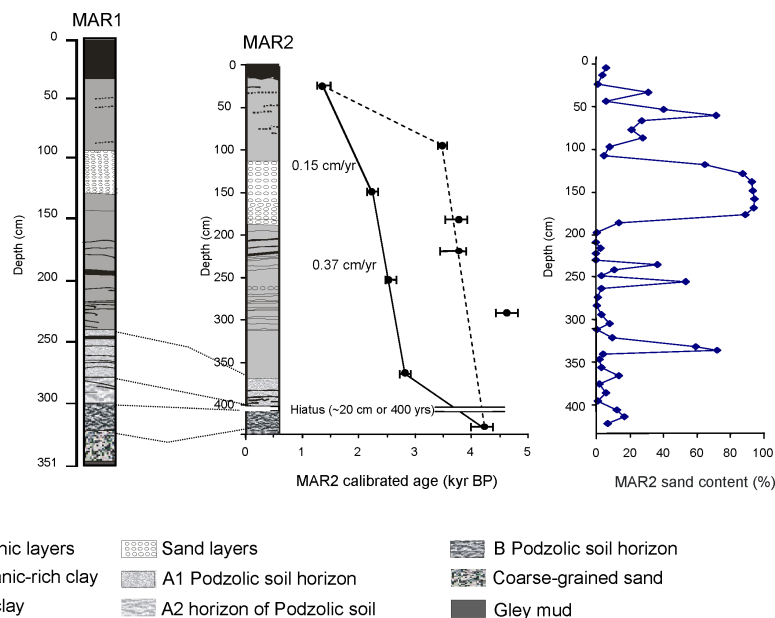 MAR1
MAR2
0
50
100
150
200
250
300
351
Depth (cm)
0
50
100
150
200
250
300
350
400
Depth (cm)
0.15 cm/yr
0.37 cm/yr
Hiatus (~20 cm or 400 yrs)
0 1 2 3 4 5
MAR2 calibrated age (kyr BP)
0
50
100
150
200
250
300
350
400
Depth (cm)
0 20 40 60 80 100
MAR2 sand content (%)
nic layers
anic-rich clay
clay
Sand layers
A1 Podzolic soil horizon
A2 horizon of Podzolic soil
B Podzolic soil horizon
Coarse-grained sand
Gley mud